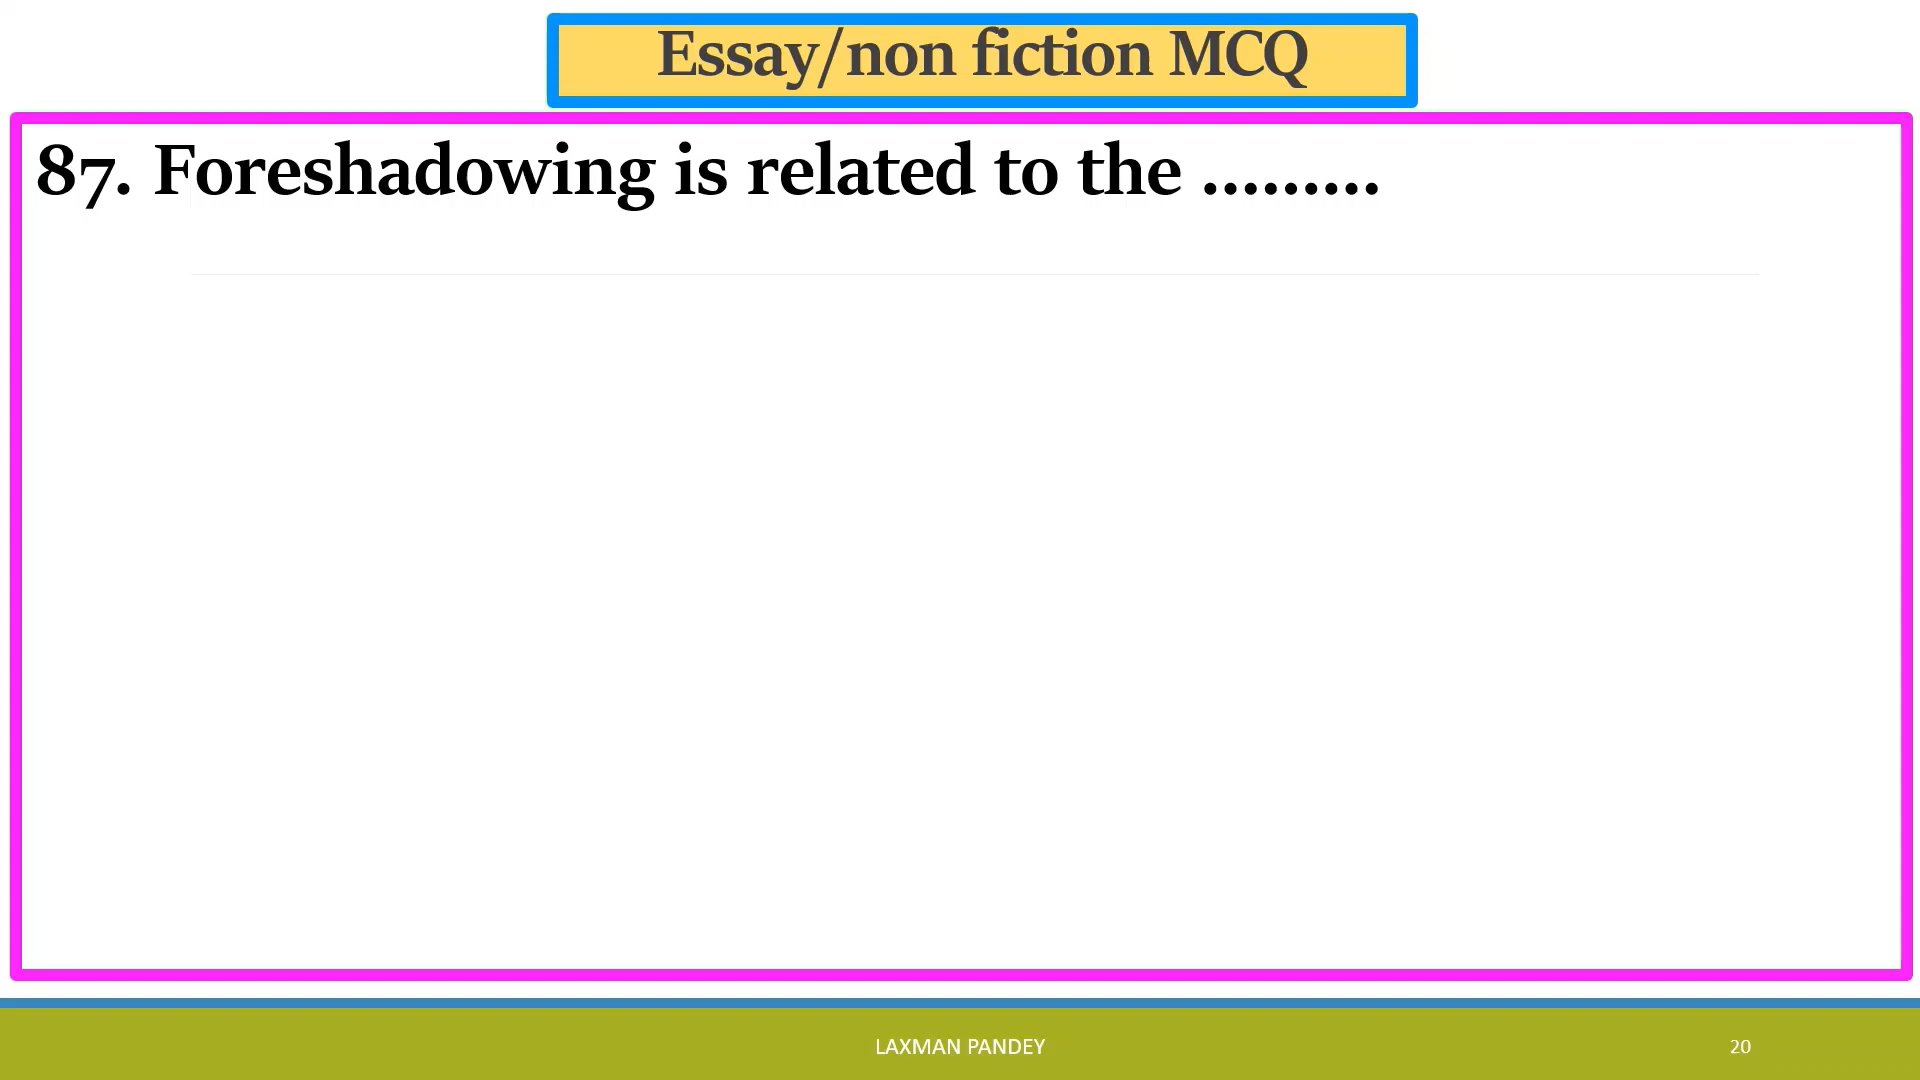 Essay/non fiction MCQ
87. Foreshadowing is related to the .........
LAXMAN PANDEY
20